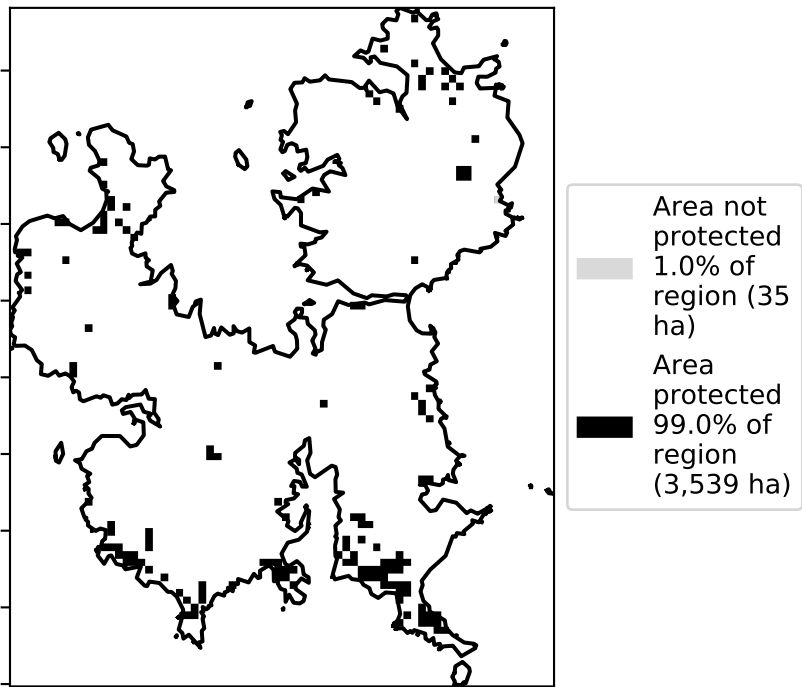 Area not
protected
1.0% of
region (35
ha)
Area
protected
99.0% of
region
(3,539 ha)